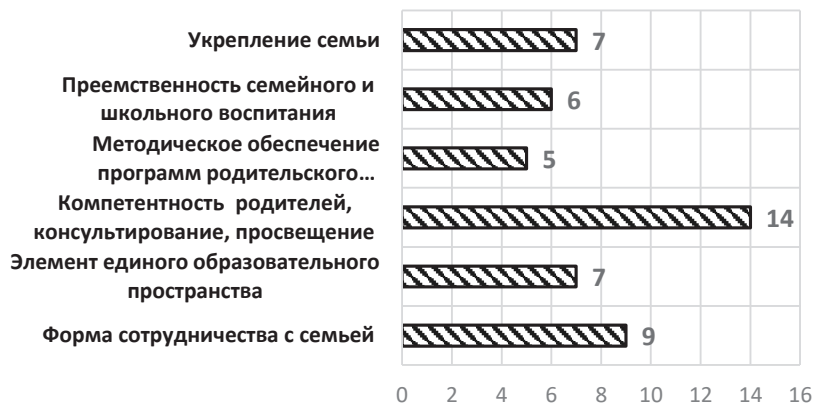 Укрепление семьи
7
Преемственность семейного и
школьного воспитания
6
Методическое обеспечение
программ родительского...
5
Компетентность родителей,
консультирование, просвещение
14
Элемент единого образовательного
пространства
7
Форма сотрудничества с семьей
9
0 2 4 6 8 10 12 14 16